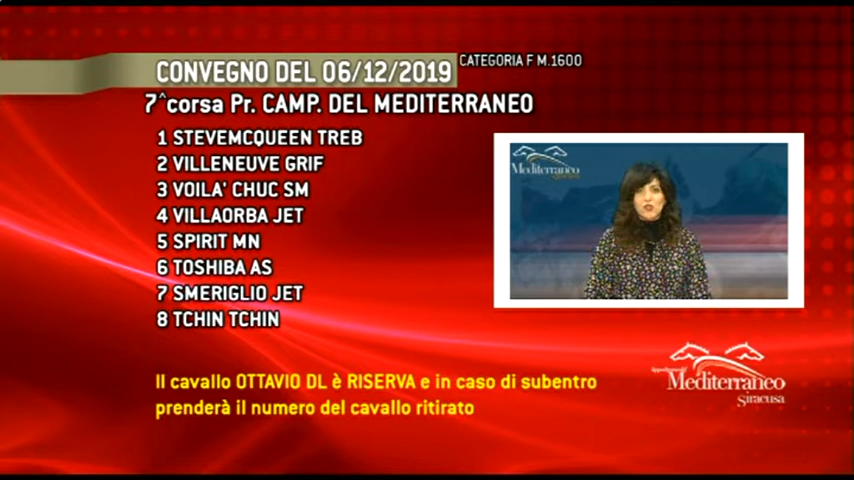 CONVEGNO DEL 06/12/2019
CATEGORIA F M.1600
7^corsa Pr. CAMP. DEL MEDITERRANEO
1 STEVEMCQUEEN TREB
2 VILLENEUVE GRIF
3 VOILA' CHUC SM
4 VILLAORBA JET
5 SPIRIT MN
6 TOSHIBA AS
7 SMERIGLIO JET
8 TCHIN TCHIN
Mediterraneo
Siracusa
Il cavallo OTTAVIO DL è RISERVA e in caso di subentro
prenderà il numero del cavallo ritirato
Mediterraneo
Siracusa